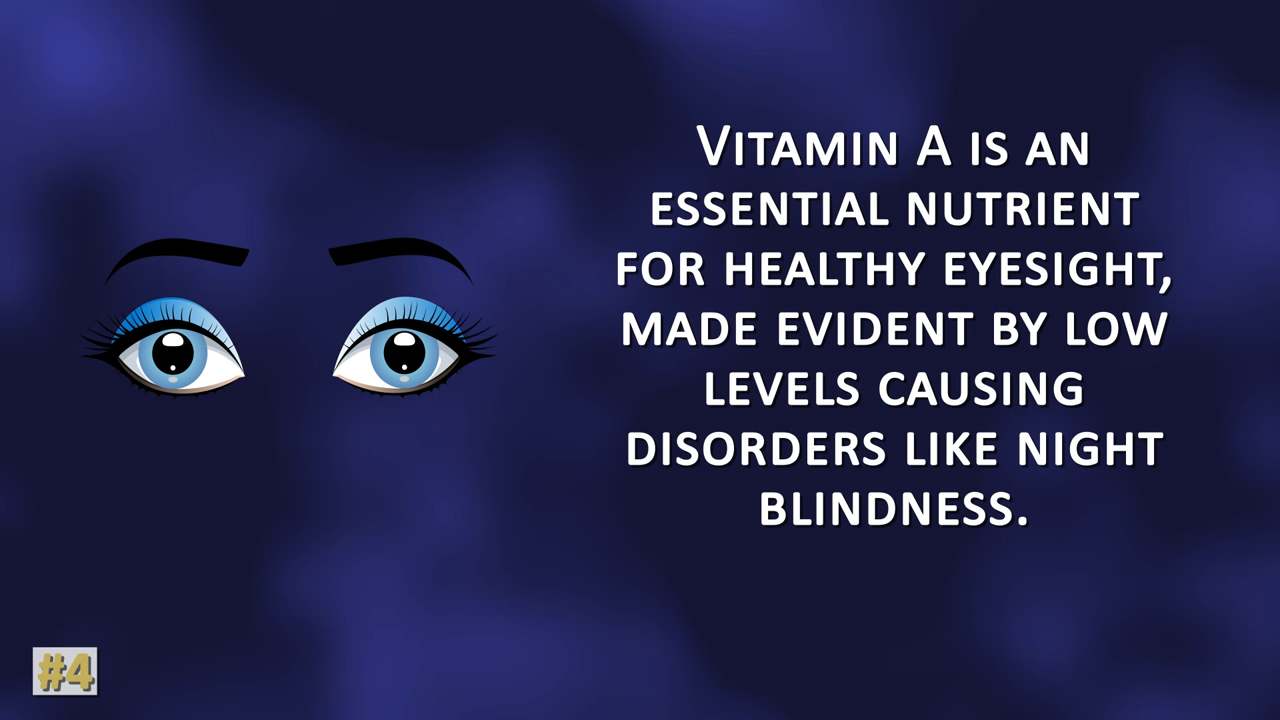 Vitamin A is an
essential nutrient
for healthy eyesight,
made evident by low
levels causing
disorders like night
blindness.
#4